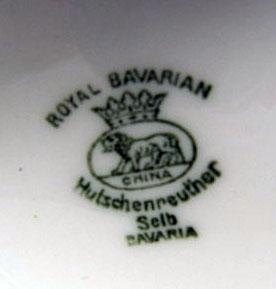 ROYAL BAVARIAN
CHINA
Hutschenreuther
Selb
BAVARIA